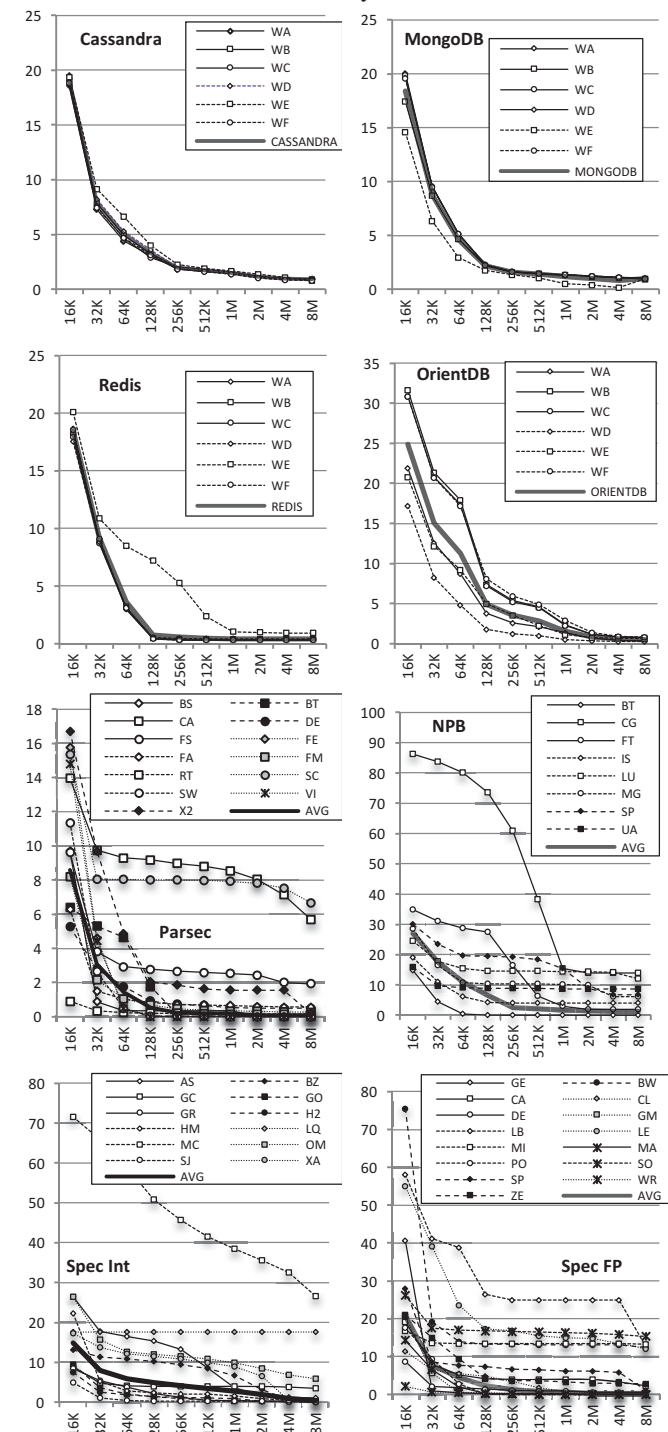 Cassandra
WA
WB
WC
WD
WE
WF
CASSANDRA
25
20
15
10
5
0
16K 32K 64K 128K 256K 512K 1M 2M 4M 8M
MongoDB
WA
WB
WC
WD
WE
WF
MONGODB
25
20
15
10
5
0
16K 32K 64K 128K 256K 512K 1M 2M 4M 8M
Redis
WA
WB
WC
WD
WE
WF
REDIS
25
20
15
10
5
0
16K 32K 64K 128K 256K 512K 1M 2M 4M 8M
OrientDB
WA
WB
WC
WD
WE
WF
ORIENTDB
35
30
25
20
15
10
5
0
16K 32K 64K 128K 256K 512K 1M 2M 4M 8M
BS BT
CA DE
FS FE
FA FM
RT SC
SW VI
X2 AVG
Parsec
18
16
14
12
10
8
6
4
2
0
16K 32K 64K 128K 256K 512K 1M 2M 4M 8M
NPB
BT
CG
FT
IS
LU
MG
SP
UA
AVG
100
90
80
70
60
50
40
30
20
10
0
16K 32K 64K 128K 256K 512K 1M 2M 4M 8M
AS BZ
GC GO
GR H2
HM LQ
MC OM
SJ XA
AVG
Spec Int
80
70
60
50
40
30
20
10
0
1M 2M
GE BW
CA CL
DE GM
LB LE
MI MA
PO SO
SP WR
ZE AVG
Spec FP
80
70
60
50
40
30
20
10
0
16K 32K 64K 128K 256K 512K 1M 2M 4M 8M